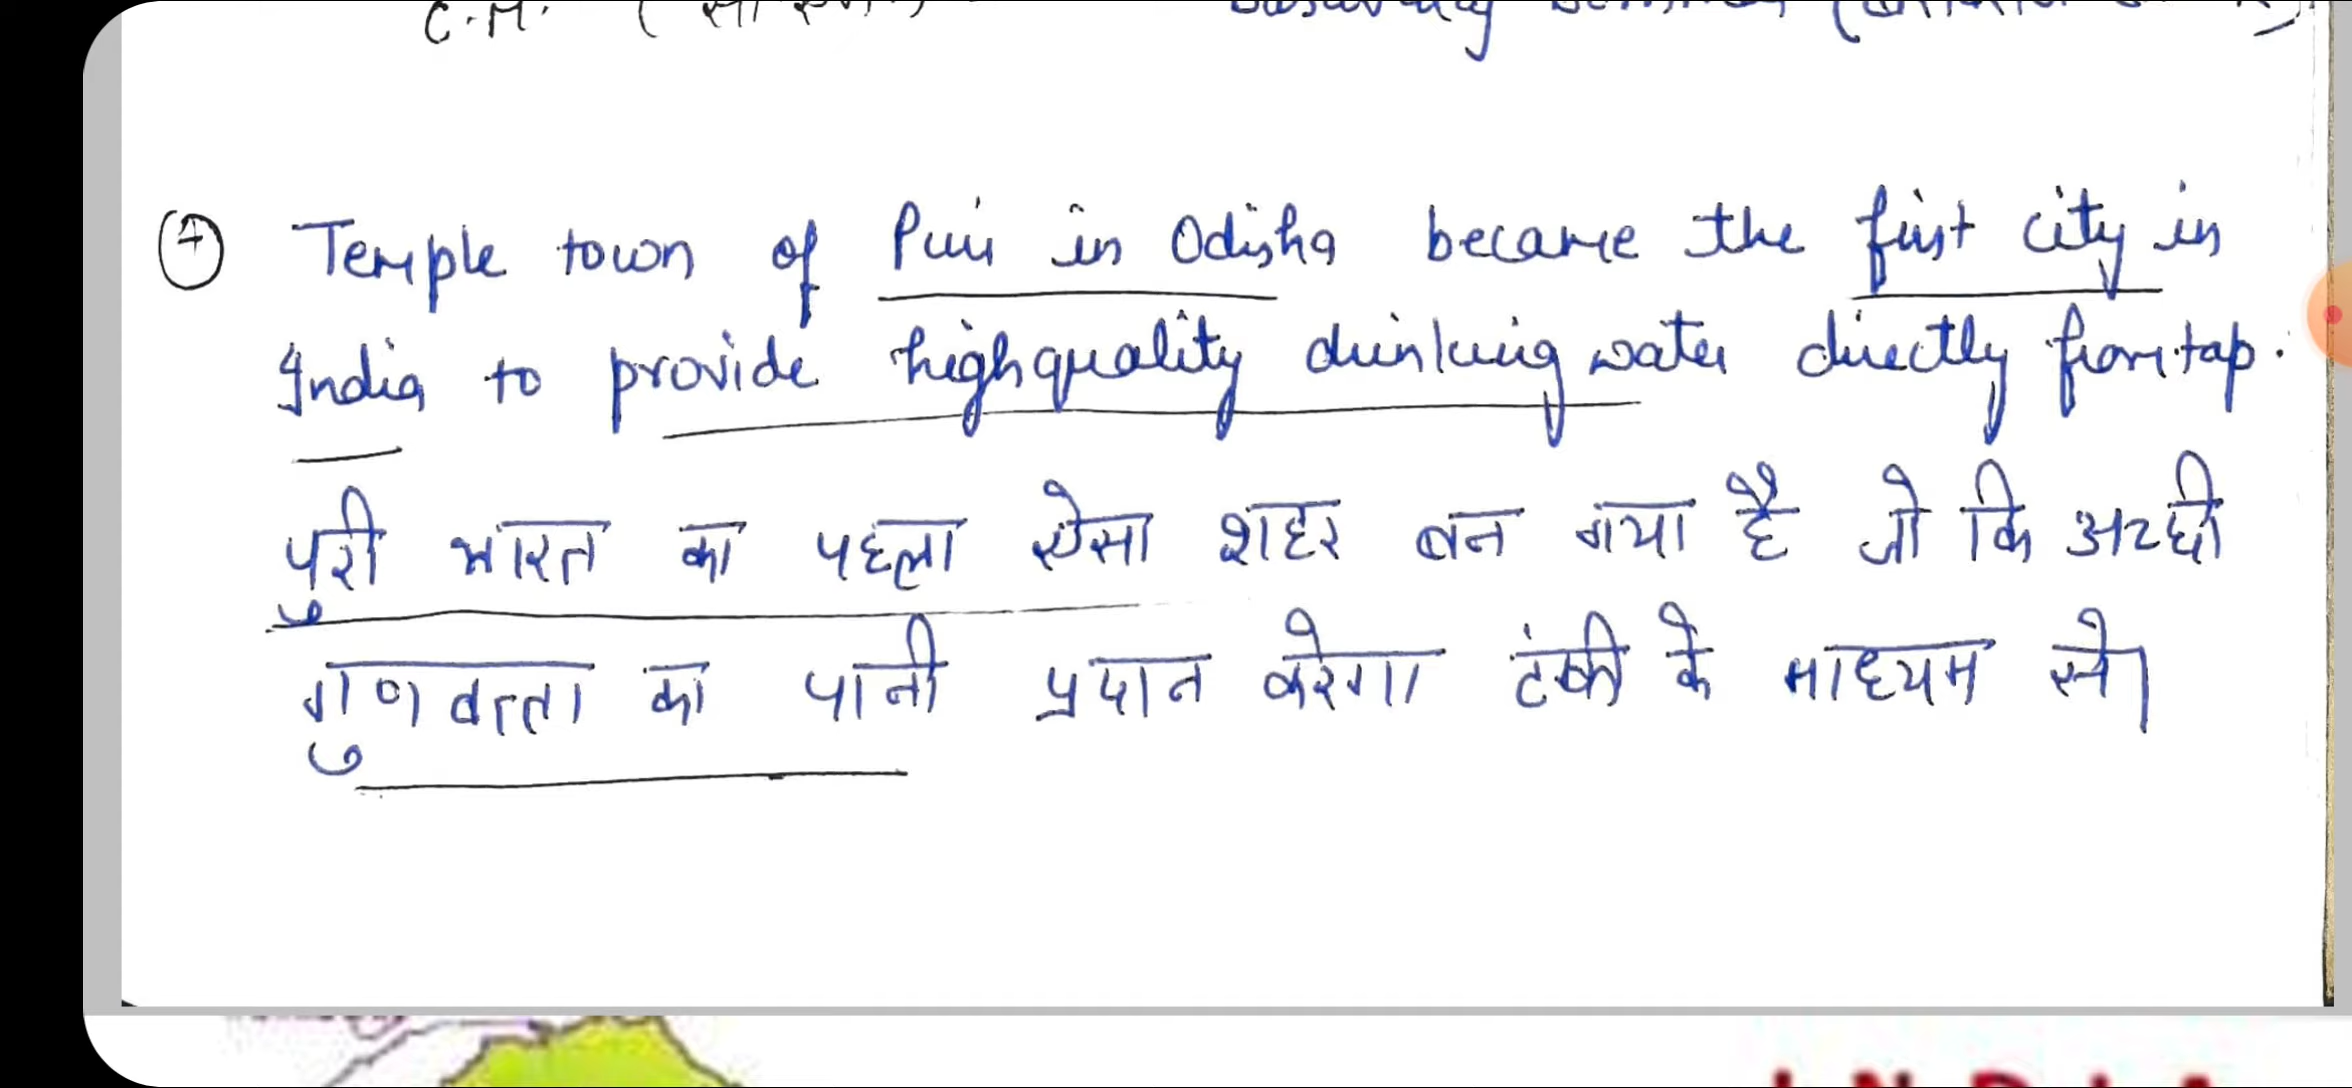 C.M.
④ Temple town of Puri in Odisha became the first city in
India to provide high quality drinking water directly from tap.
पुरी भारत का पहला ऐसा शहर बन गया है जो कि अच्छी
गुणवत्ता का पानी प्रदान करेगा टंकी के माध्यम से।